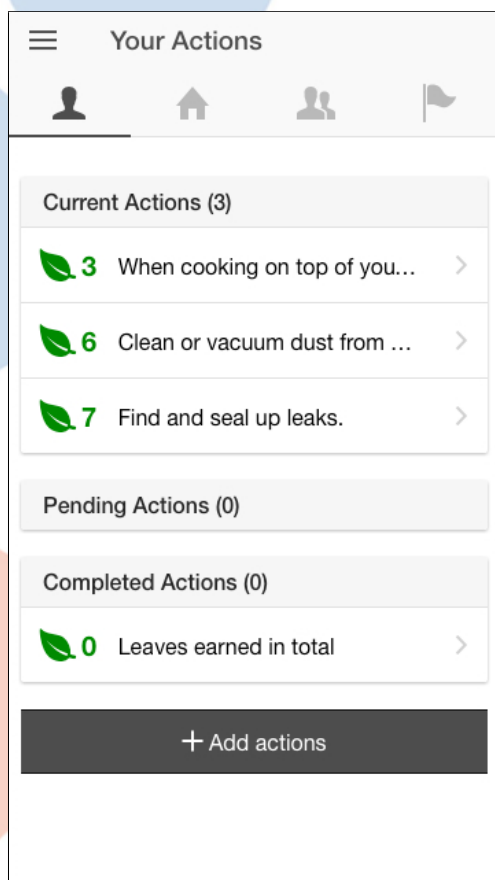 Your Actions
Current Actions (3)
3 When cooking on top of you...
6 Clean or vacuum dust from ...
7 Find and seal up leaks.
Pending Actions (0)
Completed Actions (0)
0 Leaves earned in total
+ Add actions